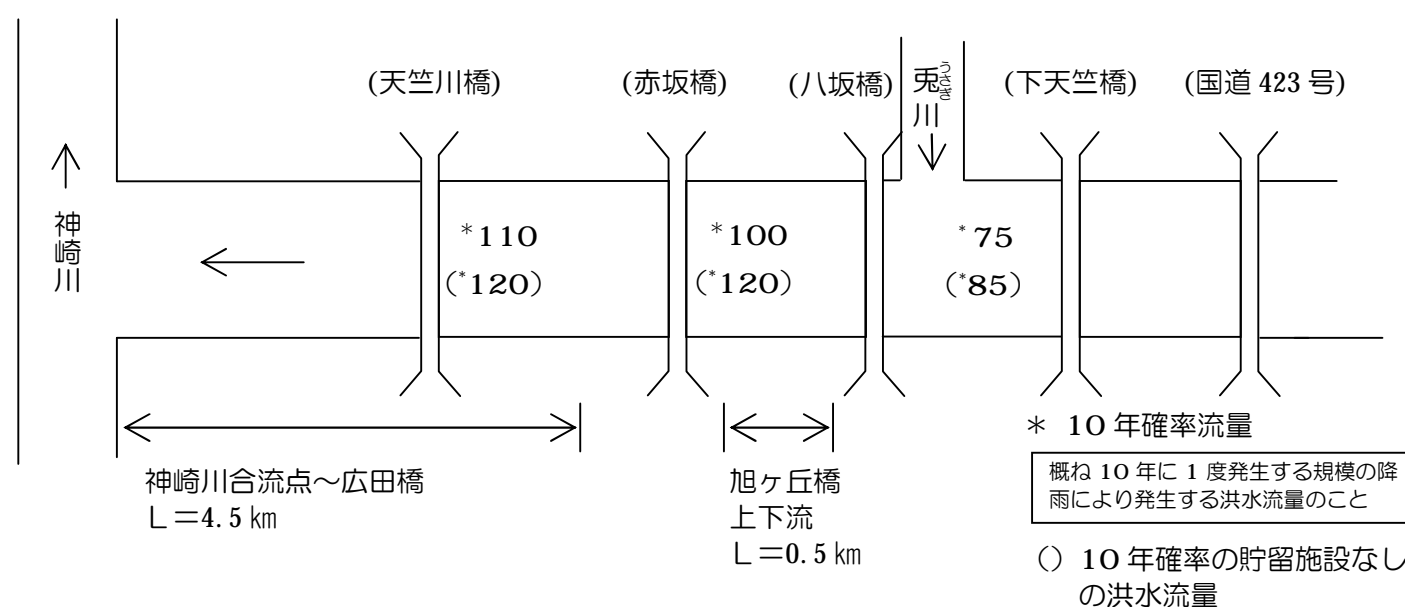 (天竺川橋)
(赤坂橋)
(八坂橋)
兎川
うさぎ
(下天竺橋)
(国道 423 号)
神崎川
*110
(*120)
*100
(*120)
*75
(*85)
神崎川合流点～広田橋
L=4.5 ㎞
旭ヶ丘橋
上下流
L=0.5 ㎞
* 10 年確率流量
概ね 10 年に 1 度発生する規模の降
雨により発生する洪水流量のこと
() 10 年確率の貯留施設なし
の洪水流量